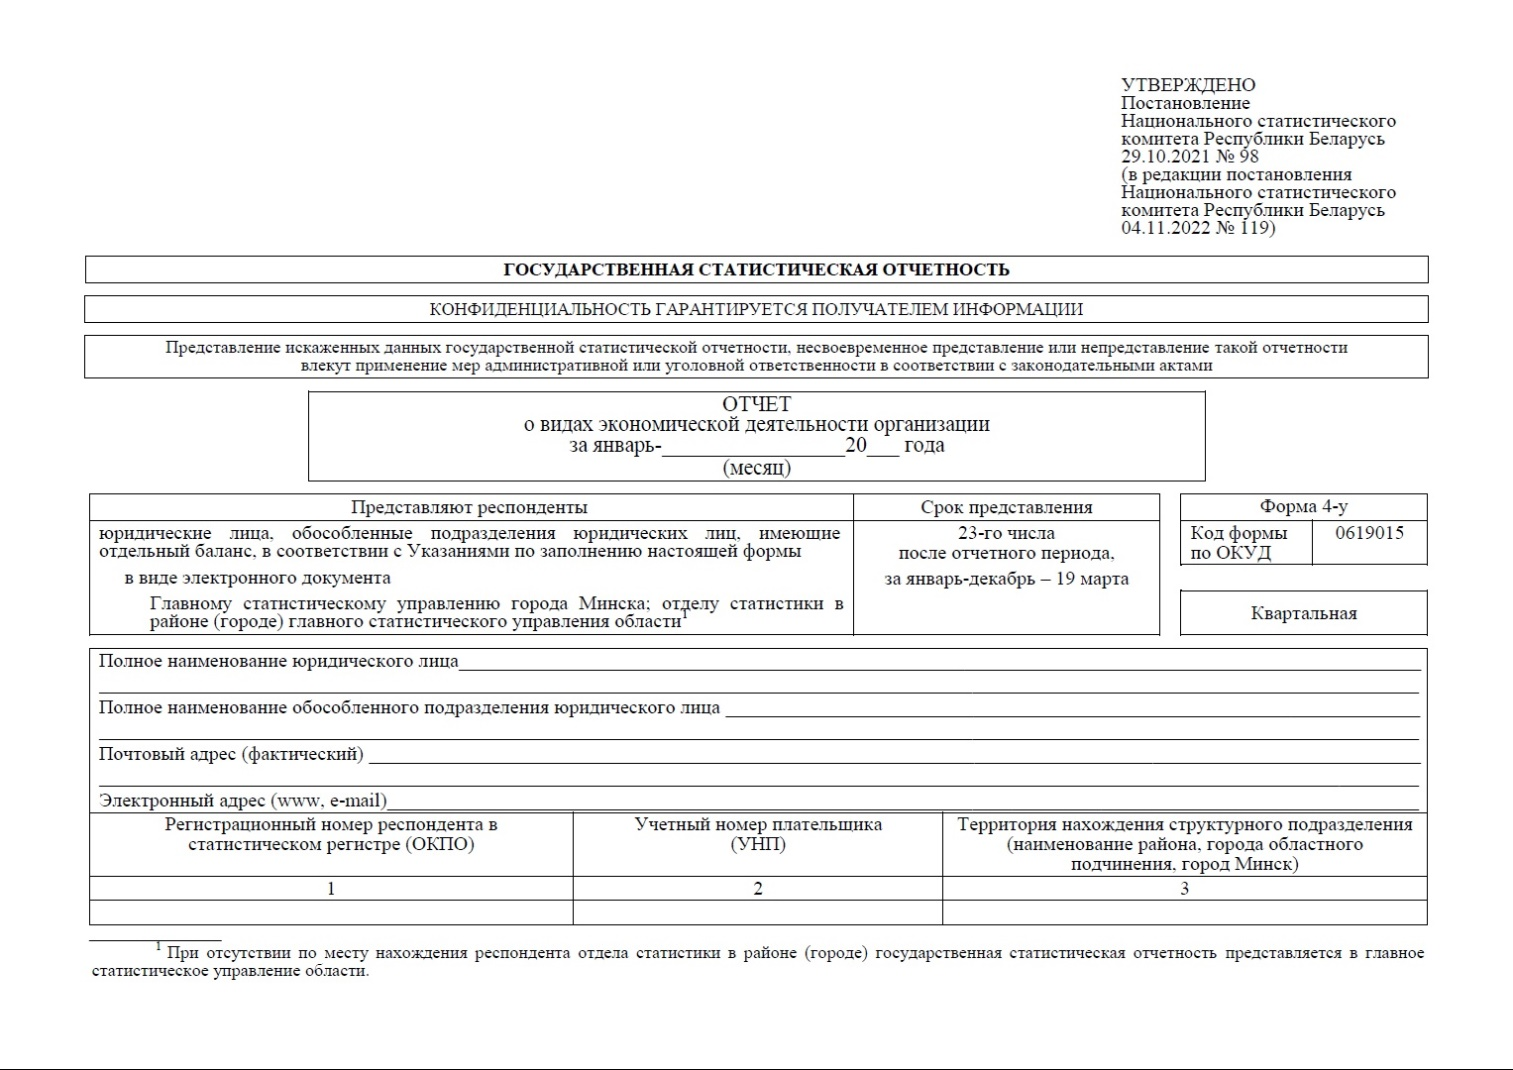 УТВЕРЖДЕНО
Постановление
Национального статистического
комитета Республики Беларусь
29.10.2021 № 98
(в редакции постановления
Национального статистического
комитета Республики Беларусь
04.11.2022 № 119)
ГОСУДАРСТВЕННАЯ СТАТИСТИЧЕСКАЯ ОТЧЕТНОСТЬ
КОНФИДЕНЦИАЛЬНОСТЬ ГАРАНТИРУЕТСЯ ПОЛУЧАТЕЛЕМ ИНФОРМАЦИИ
Представление искаженных данных государственной статистической отчетности, несвоевременное представление или непредставление такой отчетности
влекут применение мер административной или уголовной ответственности в соответствии с законодательными актами
ОТЧЕТ
о видах экономической деятельности организации
за январь-_________________20___ года
(месяц)
Представляют респонденты
юридические лица, обособленные подразделения юридических лиц, имеющие
отдельный баланс, в соответствии с Указаниями по заполнению настоящей формы
в виде электронного документа
Главному статистическому управлению города Минска; отделу статистики в
районе (городе) главного статистического управления области1
Срок представления
23-го числа
после отчетного периода,
за январь-декабрь – 19 марта
Форма 4-у
Код формы
по ОКУД
0619015
Квартальная
Полное наименование юридического лица
Полное наименование обособленного подразделения юридического лица
Почтовый адрес (фактический)
Электронный адрес (www, e-mail)
Регистрационный номер респондента в
статистическом регистре (ОКПО)
Учетный номер плательщика
(УНП)
Территория нахождения структурного подразделения
(наименование района, города областного
подчинения, город Минск)
1
2
3
1 При отсутствии по месту нахождения респондента отдела статистики в районе (городе) государственная статистическая отчетность представляется в главное
статистическое управление области.